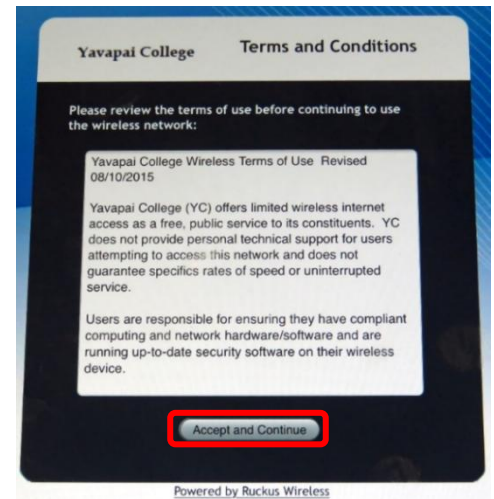 Yavapai College Terms and Conditions
Please review the terms of use before continuing to use
the wireless network:
Yavapai College Wireless Terms of Use Revised
08/10/2015
Yavapai College (YC) offers limited wireless internet
access as a free, public service to its constituents. YC
does not provide personal technical support for users
attempting to access this network and does not
guarantee specifics rates of speed or uninterrupted
service.
Users are responsible for ensuring they have compliant
computing and network hardware/software and are
running up-to-date security software on their wireless
device.
Accept and Continue
Powered by Ruckus Wireless